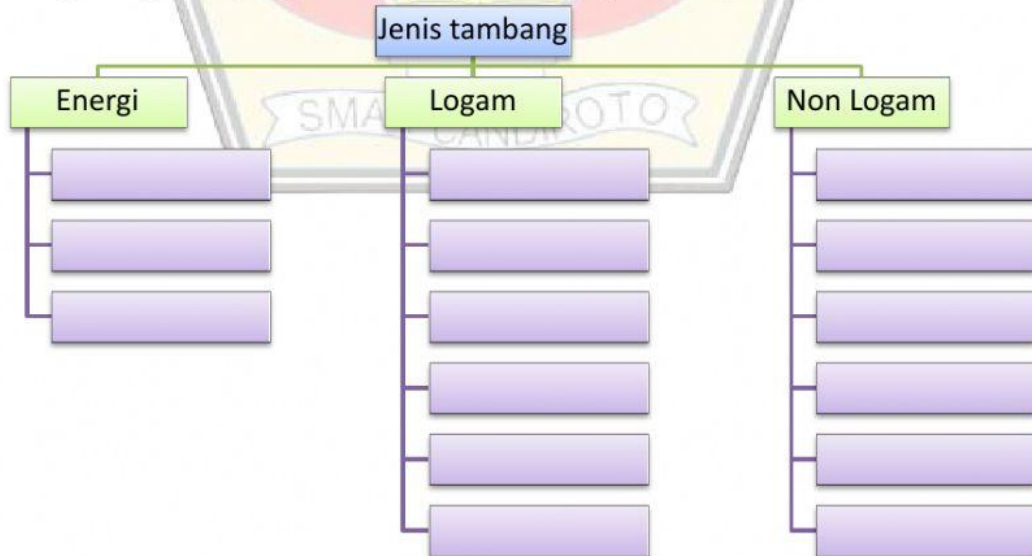 Jenis tambang
Energi
Logam
Non Logam
SMA
CANDIROTO